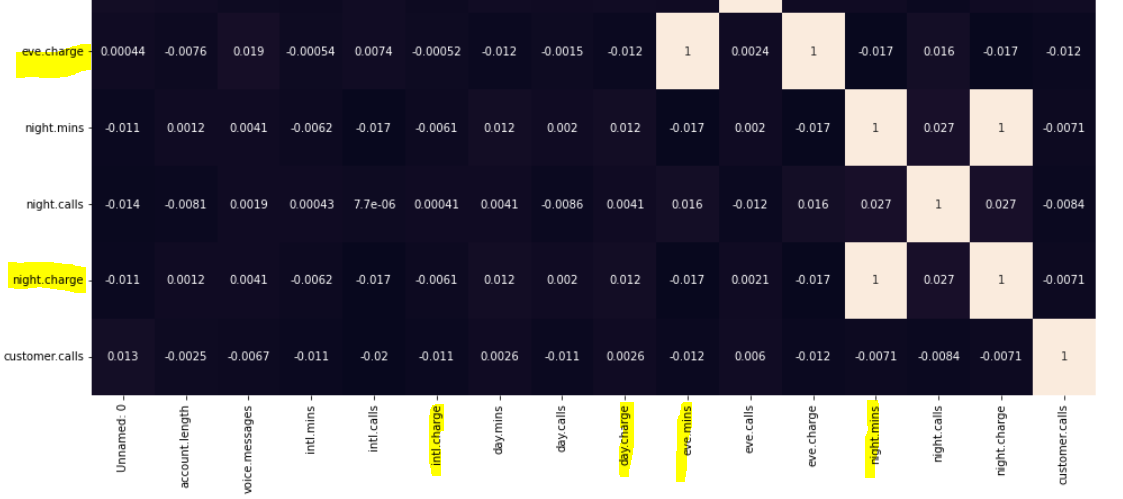 eve.charge 0.00044 -0.0076 0.019 -0.00054 0.0074 -0.00052 -0.012 -0.0015 -0.012 1 0.0024 1 -0.017 0.016 -0.017 -0.012
night.mins -0.011 0.0012 0.0041 -0.0062 -0.017 -0.0061 0.012 0.002 0.012 -0.017 0.002 -0.017 1 0.027 1 -0.0071
night.calls -0.014 -0.0081 0.0019 0.00043 7.7e-06 0.00041 0.0041 -0.0086 0.0041 0.016 -0.012 0.016 0.027 1 0.027 -0.0084
night.charge -0.011 0.0012 0.0041 -0.0062 -0.017 -0.0061 0.012 0.002 0.012 -0.017 0.0021 -0.017 1 0.027 1 -0.0071
customer.calls 0.013 -0.0025 -0.0067 -0.011 -0.02 -0.011 0.0026 -0.011 0.0026 -0.012 0.006 -0.012 -0.0071 -0.0084 -0.0071 1
Unnamed: 0
account.length
voice.messages
intl.mins
intl.calls
intl.charge
day.mins
day.calls
day.charge
eve.mins
eve.calls
eve.charge
night.mins
night.calls
night.charge
customer.calls